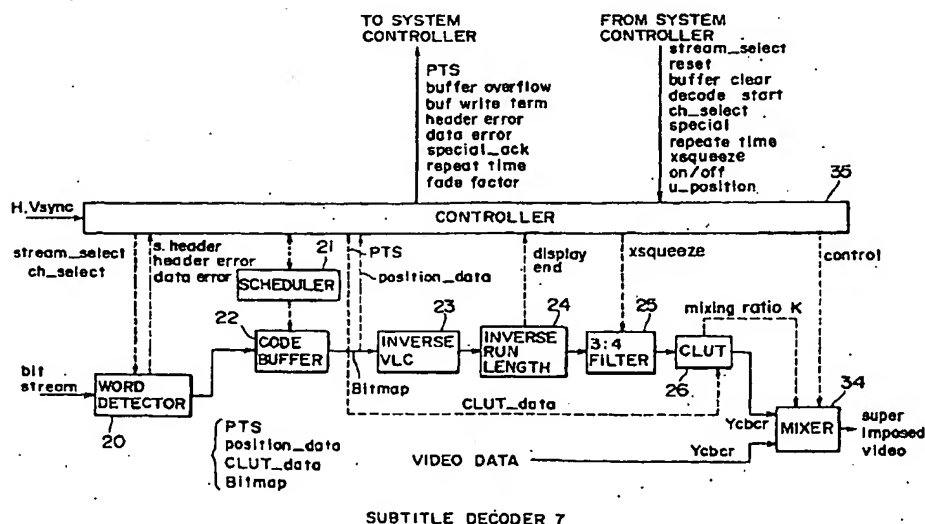 TO SYSTEM
CONTROLLER
PTS
buffer overflow
buf write term
header error
data error
special_ack
repeat time
fade factor
FROM SYSTEM
CONTROLLER
stream_select
reset
buffer clear
decode start
ch_select
special
repeate time
xsqueeze
on/off
u_position
35
H.Vsync
CONTROLLER
stream_select
ch_select
s. header
header error
data error
21
SCHEDULER
PTS
position_data
display
end
xsqueeze
control
22
CODE
BUFFER
23
INVERSE
VLC
24
INVERSE
RUN
LENGTH
25
3:4
FILTER
mixing ratio K
CLUT
26
34
bit
stream
WORD
DETECTOR
20
Bitmap
CLUT_data
Ycbcr
MIXER
super
imposed
video
PTS
position_data
CLUT_data
Bitmap
VIDEO DATA
Ycbcr
SUBTITLE DECODER 7